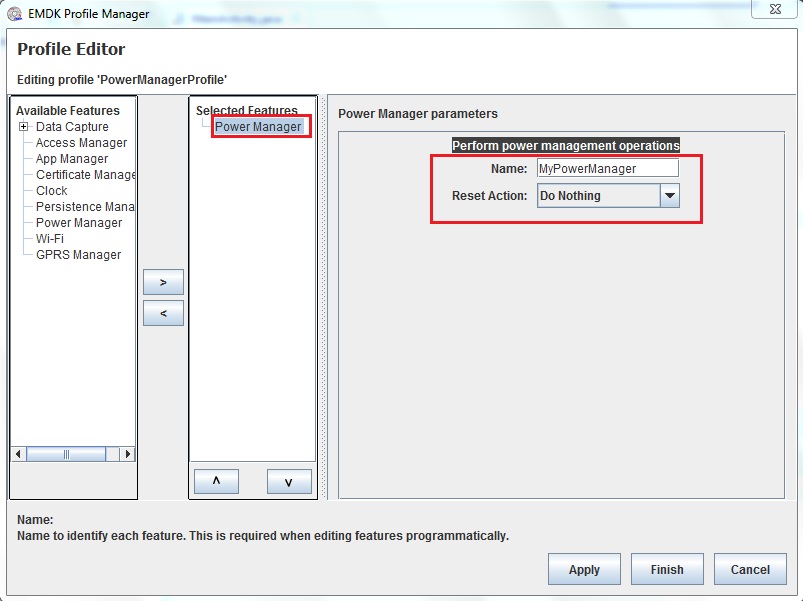 EMDK Profile Manager
Profile Editor
Editing profile 'PowerManagerProfile'
Available Features
Data Capture
Access Manager
App Manager
Certificate Manage
Clock
Persistence Mana
Power Manager
Wi-Fi
GPRS Manager
>
<
Selected Features
Power Manager
^
v
Power Manager parameters
Perform power management operations
Name: MyPowerManager
Reset Action: Do Nothing
Name:
Name to identify each feature. This is required when editing features programmatically.
Apply Finish Cancel